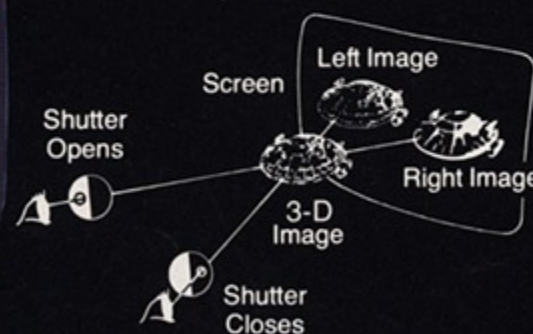 Left Image
Screen
Shutter
Opens
Right Image
3-D
Image
Shutter
Closes